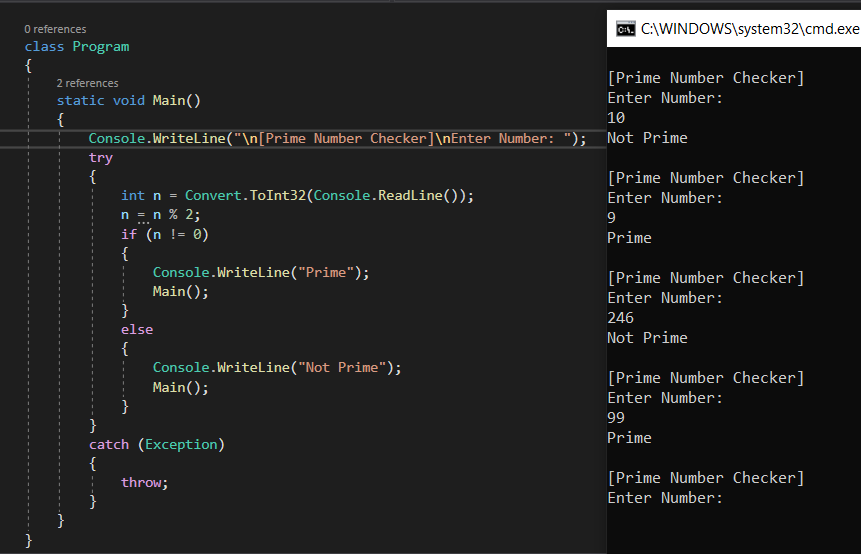 0 references
class Program
{
2 references
static void Main()
{
Console.WriteLine("\n[Prime Number Checker]\nEnter Number: ");
try
{
int n = Convert.ToInt32(Console.ReadLine());
n = n % 2;
if (n != 0)
{
Console.WriteLine("Prime");
Main();
}
else
{
Console.WriteLine("Not Prime");
Main();
}
}
catch (Exception)
{
throw;
}
}
}
C:\WINDOWS\system32\cmd.exe
[Prime Number Checker]
Enter Number:
10
Not Prime
[Prime Number Checker]
Enter Number:
9
Prime
[Prime Number Checker]
Enter Number:
246
Not Prime
[Prime Number Checker]
Enter Number:
99
Prime
[Prime Number Checker]
Enter Number: